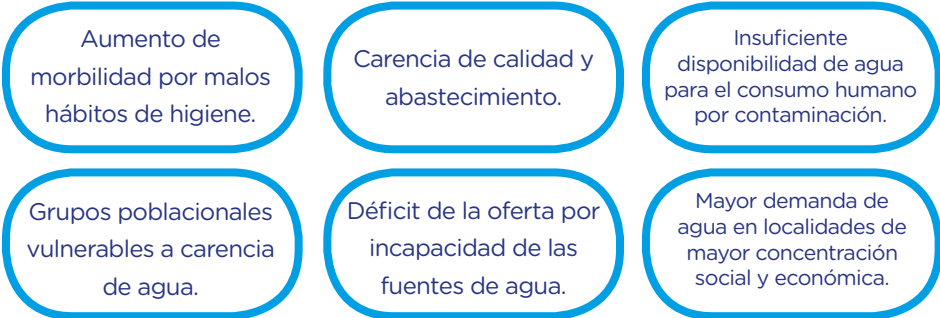 Aumento de
morbilidad por malos
hábitos de higiene.
Carencia de calidad y
abastecimiento.
Insuficiente
disponibilidad de agua
para el consumo humano
por contaminación.
Grupos poblacionales
vulnerables a carencia
de agua.
Déficit de la oferta por
incapacidad de las
fuentes de agua.
Mayor demanda de
agua en localidades de
mayor concentración
social y económica.